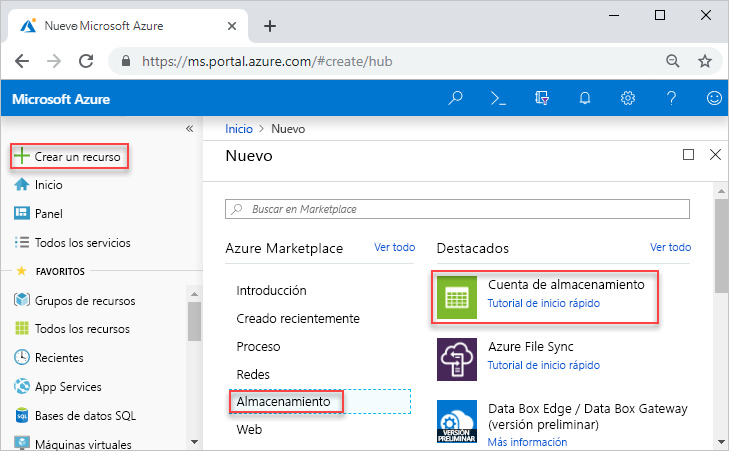 Nuevo Microsoft Azure
https://ms.portal.azure.com/#create/hub
Microsoft Azure
Crear un recurso
Inicio
Panel
Todos los servicios
FAVORITOS
Grupos de recursos
Todos los recursos
Recientes
App Services
Bases de datos SQL
Máquinas virtuales
Inicio > Nuevo
Nuevo
Buscar en Marketplace
Azure Marketplace Ver todo
Introducción
Creado recientemente
Proceso
Redes
Almacenamiento
Web
Destacados Ver todo
Cuenta de almacenamiento
Tutorial de inicio rápido
Azure File Sync
Tutorial de inicio rápido
VERSIÓN
PRELIMINAR
Data Box Edge / Data Box Gateway
(versión preliminar)
Más información